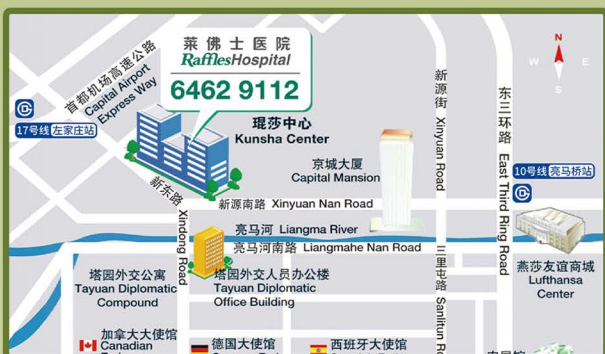 莱佛士医院
RafflesHospital
6462 9112
首都机场高速公路
Capital Airport
Express Way
17号线 左家庄站
琨莎中心
Kunsha Center
京城大厦
Capital Mansion
新源街 Xinyuan Road
东三环路 East Third Ring Road
N
W E
S
10号线 亮马桥站
新东路 Xindong Road
新源南路 Xinyuan Nan Road
亮马河 Liangma River
亮马河南路 Liangmahe Nan Road
三里屯路 Sanlitun
燕莎友谊商城
Lufthansa
Center
塔园外交公寓
Tayuan Diplomatic
Compound
塔园外交人员办公楼
Tayuan Diplomatic
Office Building
加拿大大使馆
Canadian
德国大使馆
西班牙大使馆